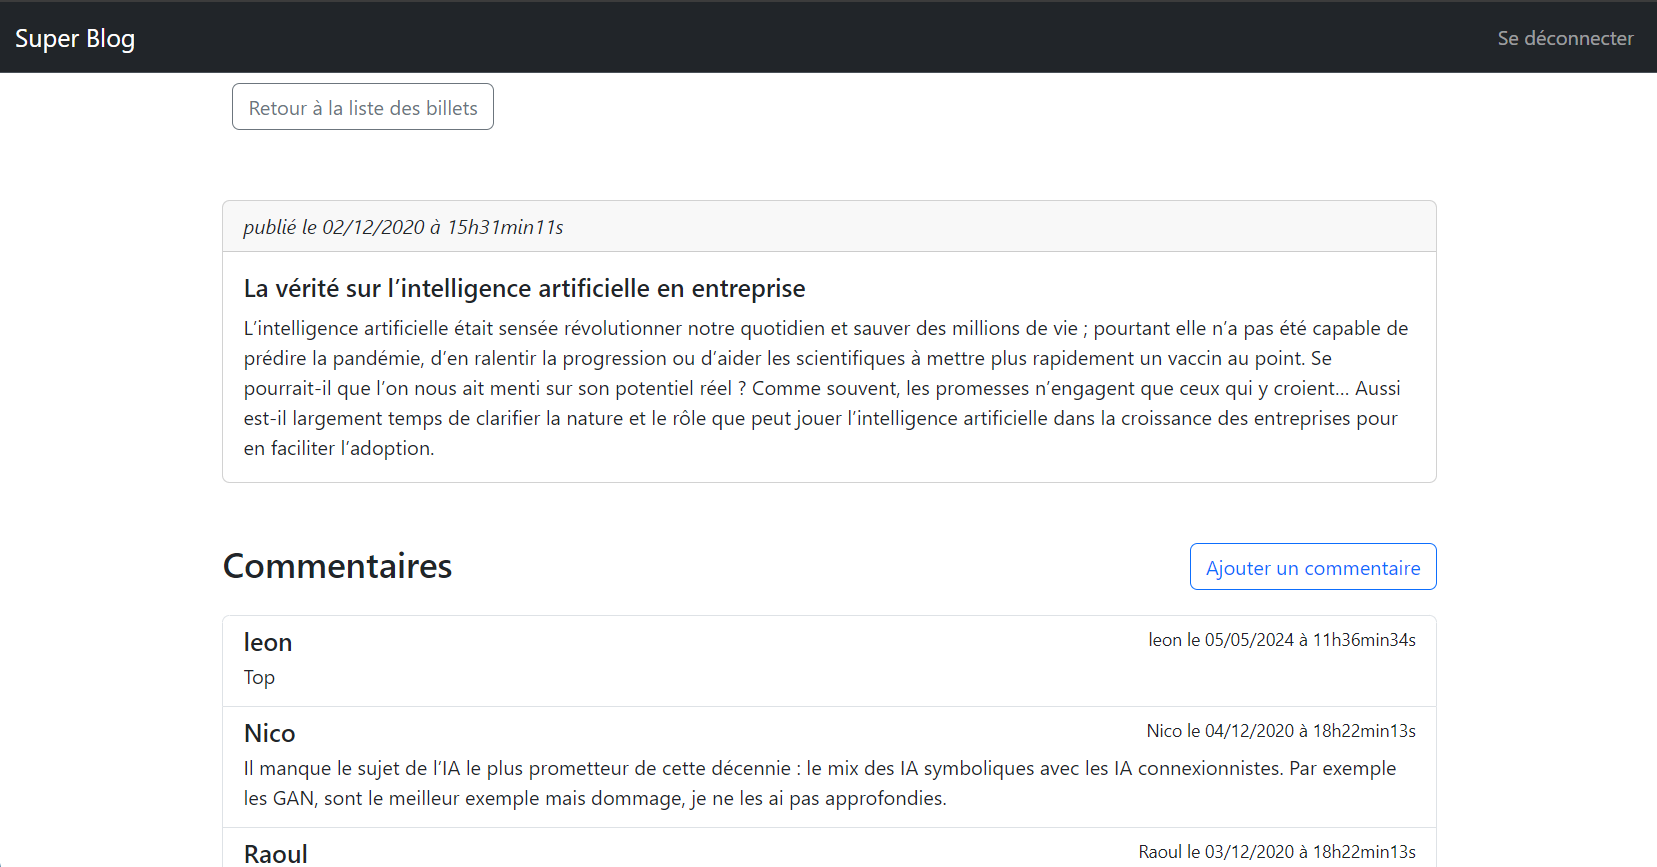 Super Blog
Se déconnecter
Retour à la liste des billets
publié le 02/12/2020 à 15h31min11s
La vérité sur l’intelligence artificielle en entreprise
L’intelligence artificielle était sensée révolutionner notre quotidien et sauver des millions de vie ; pourtant elle n’a pas été capable de
prédire la pandémie, d’en ralentir la progression ou d’aider les scientifiques à mettre plus rapidement un vaccin au point. Se
pourrait-il que l’on nous ait menti sur son potentiel réel ? Comme souvent, les promesses n’engagent que ceux qui y croient… Aussi
est-il largement temps de clarifier la nature et le rôle que peut jouer l’intelligence artificielle dans la croissance des entreprises pour
en faciliter l’adoption.
Commentaires
Ajouter un commentaire
leon
leon le 05/05/2024 à 11h36min34s
Top
Nico
Nico le 04/12/2020 à 18h22min13s
Il manque le sujet de l’IA le plus prometteur de cette décennie : le mix des IA symboliques avec les IA connexionnistes. Par exemple
les GAN, sont le meilleur exemple mais dommage, je ne les ai pas approfondies.
Raoul
Raoul le 03/12/2020 à 18h22min13s